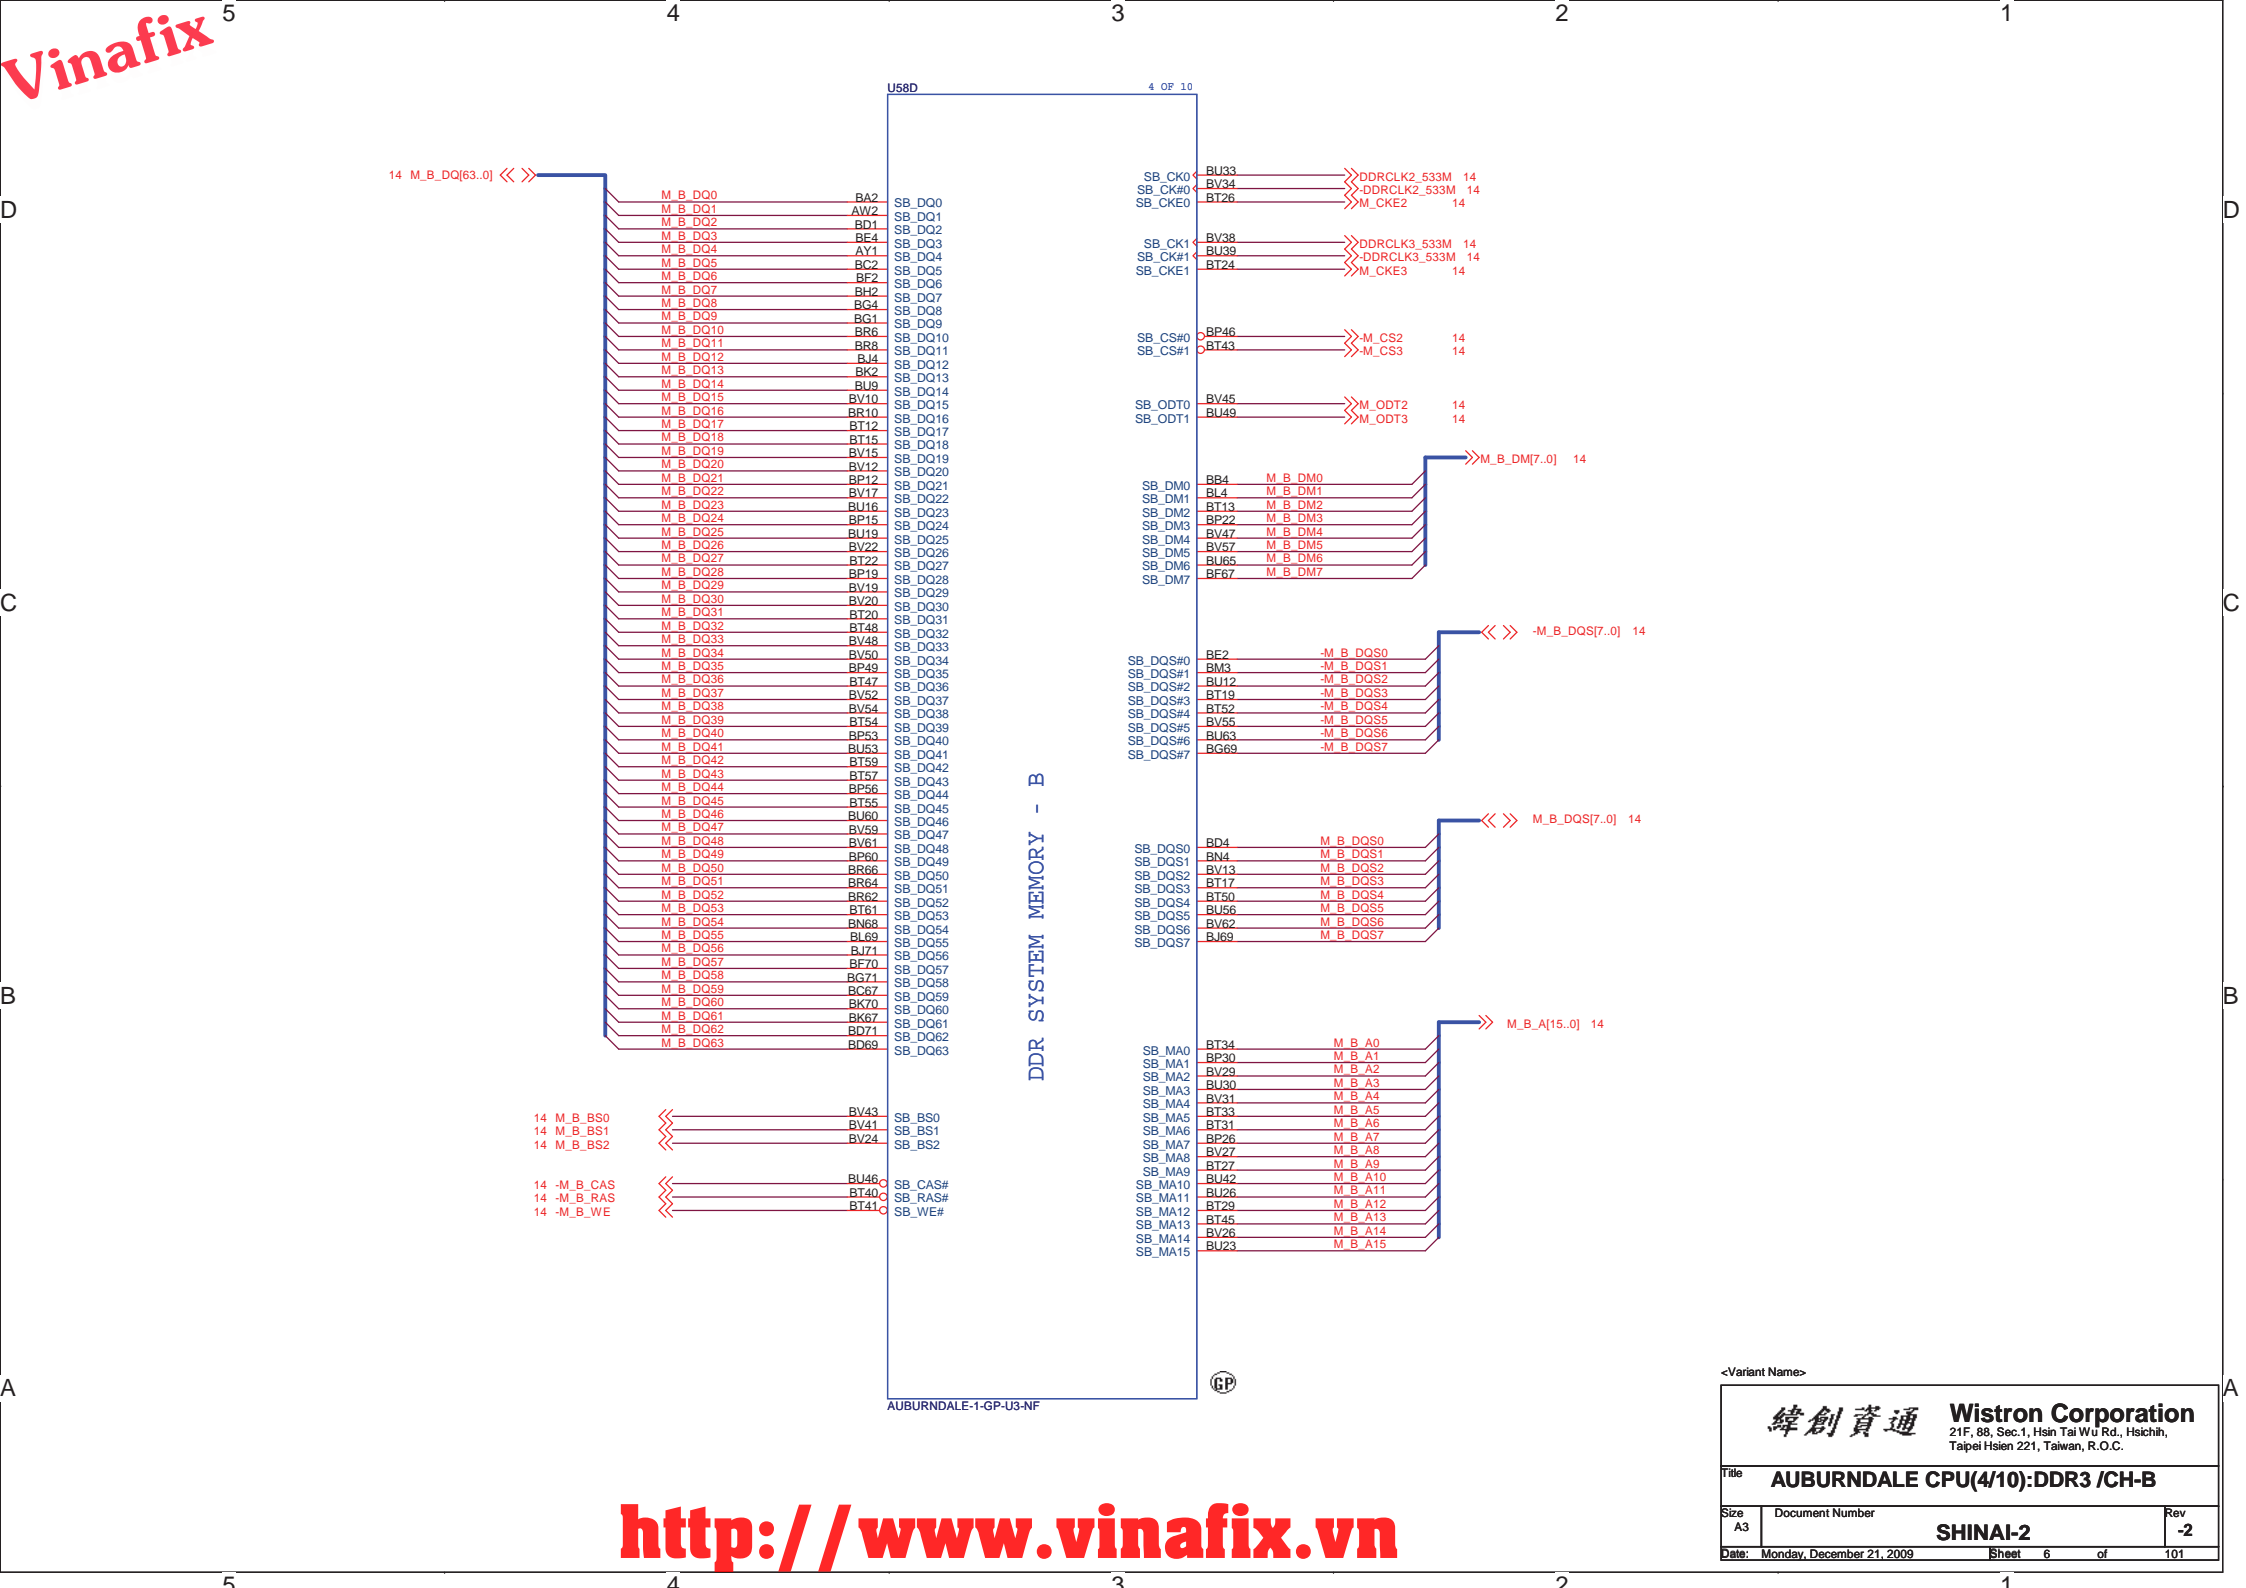 5 4 3 2 1
Vinafix
U58D 4 OF 10
14 M_B_DQ[63..0]
D D
M_B_DQ0 BA2 SB_DQ0
M_B_DQ1 AW2 SB_DQ1
M_B_DQ2 BD1 SB_DQ2
M_B_DQ3 BE4 SB_DQ3
M_B_DQ4 AY1 SB_DQ4
M_B_DQ5 BC2 SB_DQ5
M_B_DQ6 BF2 SB_DQ6
M_B_DQ7 BH2 SB_DQ7
M_B_DQ8 BG4 SB_DQ8
M_B_DQ9 BG1 SB_DQ9
M_B_DQ10 BR6 SB_DQ10
M_B_DQ11 BR8 SB_DQ11
M_B_DQ12 BJ4 SB_DQ12
M_B_DQ13 BK2 SB_DQ13
M_B_DQ14 BU9 SB_DQ14
M_B_DQ15 BV10 SB_DQ15
M_B_DQ16 BR10 SB_DQ16
M_B_DQ17 BT12 SB_DQ17
M_B_DQ18 BT15 SB_DQ18
M_B_DQ19 BV15 SB_DQ19
M_B_DQ20 BV12 SB_DQ20
M_B_DQ21 BP12 SB_DQ21
M_B_DQ22 BV17 SB_DQ22
M_B_DQ23 BU16 SB_DQ23
M_B_DQ24 BP15 SB_DQ24
M_B_DQ25 BU19 SB_DQ25
M_B_DQ26 BV22 SB_DQ26
M_B_DQ27 BT22 SB_DQ27
M_B_DQ28 BP19 SB_DQ28
M_B_DQ29 BV19 SB_DQ29
M_B_DQ30 BV20 SB_DQ30
M_B_DQ31 BT20 SB_DQ31
M_B_DQ32 BT48 SB_DQ32
M_B_DQ33 BV48 SB_DQ33
M_B_DQ34 BV50 SB_DQ34
M_B_DQ35 BP49 SB_DQ35
M_B_DQ36 BT47 SB_DQ36
M_B_DQ37 BV52 SB_DQ37
M_B_DQ38 BV54 SB_DQ38
M_B_DQ39 BT54 SB_DQ39
M_B_DQ40 BP53 SB_DQ40
M_B_DQ41 BU53 SB_DQ41
M_B_DQ42 BT59 SB_DQ42
M_B_DQ43 BT57 SB_DQ43
M_B_DQ44 BP56 SB_DQ44
M_B_DQ45 BT55 SB_DQ45
M_B_DQ46 BU60 SB_DQ46
M_B_DQ47 BV59 SB_DQ47
M_B_DQ48 BV61 SB_DQ48
M_B_DQ49 BP60 SB_DQ49
M_B_DQ50 BR66 SB_DQ50
M_B_DQ51 BR64 SB_DQ51
M_B_DQ52 BR62 SB_DQ52
M_B_DQ53 BT61 SB_DQ53
M_B_DQ54 BN68 SB_DQ54
M_B_DQ55 BL69 SB_DQ55
M_B_DQ56 BJ71 SB_DQ56
M_B_DQ57 BF70 SB_DQ57
M_B_DQ58 BG71 SB_DQ58
M_B_DQ59 BC67 SB_DQ59
M_B_DQ60 BK70 SB_DQ60
M_B_DQ61 BK67 SB_DQ61
M_B_DQ62 BD71 SB_DQ62
M_B_DQ63 BD69 SB_DQ63
14 M_B_BS0 BV43 SB_BS0
14 M_B_BS1 BV41 SB_BS1
14 M_B_BS2 BV24 SB_BS2
14 -M_B_CAS BU46 SB_CAS#
14 -M_B_RAS BT40 SB_RAS#
14 -M_B_WE BT41 SB_WE#
DDR SYSTEM MEMORY - B
SB_CK0 BU33 DDRCLK2_533M 14
SB_CK#0 BV34 -DDRCLK2_533M 14
SB_CKE0 BT26 M_CKE2 14
SB_CK1 BV38 DDRCLK3_533M 14
SB_CK#1 BU39 -DDRCLK3_533M 14
SB_CKE1 BT24 M_CKE3 14
SB_CS#0 BP46 -M_CS2 14
SB_CS#1 BT43 -M_CS3 14
SB_ODT0 BV45 M_ODT2 14
SB_ODT1 BU49 M_ODT3 14
M_B_DM[7..0] 14
SB_DM0 BB4 M_B_DM0
SB_DM1 BL4 M_B_DM1
SB_DM2 BT13 M_B_DM2
SB_DM3 BP22 M_B_DM3
SB_DM4 BV47 M_B_DM4
SB_DM5 BV57 M_B_DM5
SB_DM6 BU65 M_B_DM6
SB_DM7 BF67 M_B_DM7
C C
-M_B_DQS[7..0] 14
SB_DQS#0 BE2 -M_B_DQS0
SB_DQS#1 BM3 -M_B_DQS1
SB_DQS#2 BU12 -M_B_DQS2
SB_DQS#3 BT19 -M_B_DQS3
SB_DQS#4 BT52 -M_B_DQS4
SB_DQS#5 BV55 -M_B_DQS5
SB_DQS#6 BU63 -M_B_DQS6
SB_DQS#7 BG69 -M_B_DQS7
M_B_DQS[7..0] 14
SB_DQS0 BD4 M_B_DQS0
SB_DQS1 BN4 M_B_DQS1
SB_DQS2 BV13 M_B_DQS2
SB_DQS3 BT17 M_B_DQS3
SB_DQS4 BT50 M_B_DQS4
SB_DQS5 BU56 M_B_DQS5
SB_DQS6 BV62 M_B_DQS6
SB_DQS7 BJ69 M_B_DQS7
B B
M_B_A[15..0] 14
SB_MA0 BT34 M_B_A0
SB_MA1 BP30 M_B_A1
SB_MA2 BV29 M_B_A2
SB_MA3 BU30 M_B_A3
SB_MA4 BV31 M_B_A4
SB_MA5 BT33 M_B_A5
SB_MA6 BT31 M_B_A6
SB_MA7 BP26 M_B_A7
SB_MA8 BV27 M_B_A8
SB_MA9 BT27 M_B_A9
SB_MA10 BU42 M_B_A10
SB_MA11 BU26 M_B_A11
SB_MA12 BT29 M_B_A12
SB_MA13 BT45 M_B_A13
SB_MA14 BV26 M_B_A14
SB_MA15 BU23 M_B_A15
GP
A A
AUBURNDALE-1-GP-U3-NF
<Variant Name>
緯創資通 Wistron Corporation
21F, 88, Sec.1, Hsin Tai Wu Rd., Hsichih,
Taipei Hsien 221, Taiwan, R.O.C.
Title AUBURNDALE CPU(4/10):DDR3 /CH-B
Size Document Number Rev
A3 SHINAI-2 -2
Date: Monday, December 21, 2009 Sheet 6 of 101
http://www.vinafix.vn
5 4 3 2 1